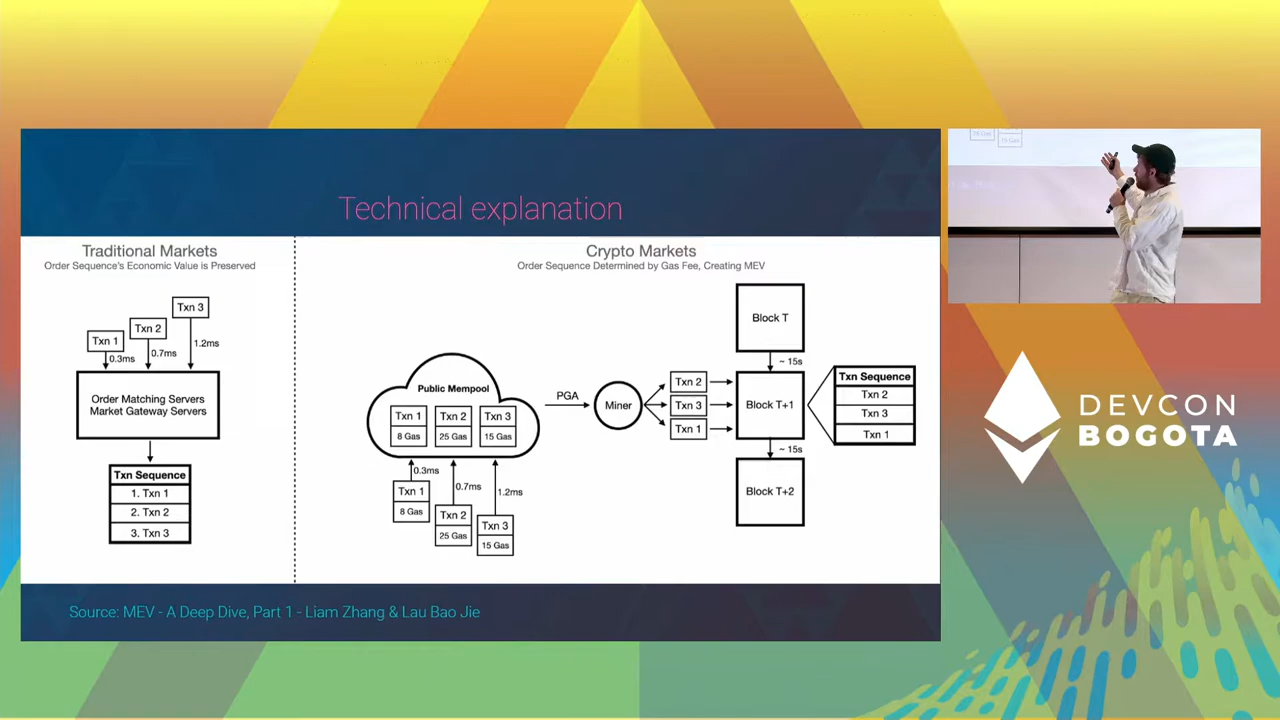 Technical explanation
Traditional Markets
Order Sequence's Economic Value is Preserved
Txn 1
Txn 2
Txn 3
0.3ms
0.7ms
1.2ms
Order Matching Servers
Market Gateway Servers
Txn Sequence
1. Txn 1
2. Txn 2
3. Txn 3
Crypto Markets
Order Sequence Determined by Gas Fee, Creating MEV
Public Mempool
Txn 1
8 Gas
Txn 2
25 Gas
Txn 3
15 Gas
0.3ms
0.7ms
1.2ms
Txn 1
8 Gas
Txn 2
25 Gas
Txn 3
15 Gas
PGA
Miner
Txn 2
Txn 3
Txn 1
Block T
~ 15s
Block T+1
~ 15s
Block T+2
Txn Sequence
Txn 2
Txn 3
Txn 1
Source: MEV - A Deep Dive, Part 1 - Liam Zhang & Lau Bao Jie
25 Gas
15 Gas
DEVCON
BOGOTA